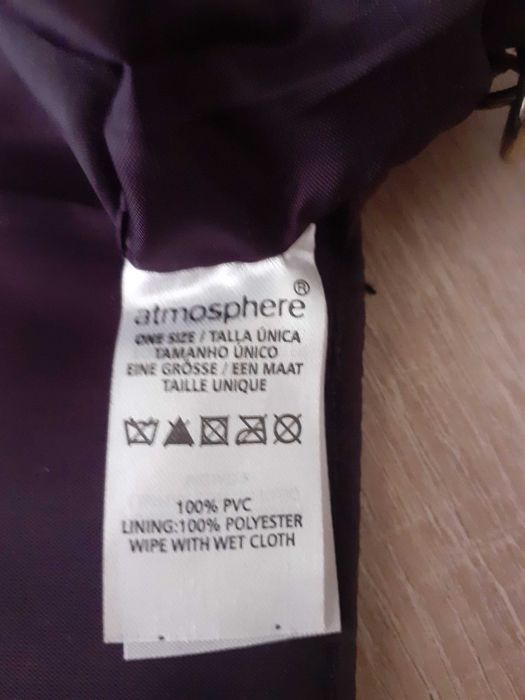 atmosphere®
ONE SIZE / TALLA ÚNICA
TAMANHO ÚNICO
EINE GRÖSSE / EEN MAAT
TAILLE UNIQUE
100% PVC
LINING:100% POLYESTER
WIPE WITH WET CLOTH